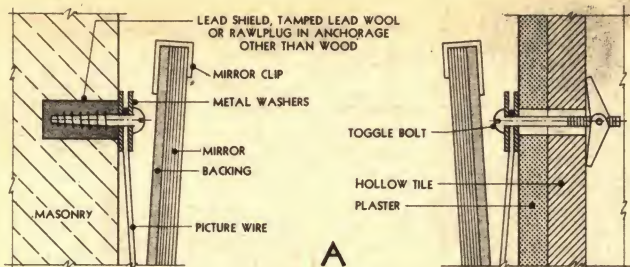 LEAD SHIELD, TAMPED LEAD WOOL
OR RAWLPLUG IN ANCHORAGE
OTHER THAN WOOD
MIRROR CLIP
METAL WASHERS
MIRROR
BACKING
MASONRY
PICTURE WIRE
TOGGLE BOLT
HOLLOW TILE
PLASTER
A